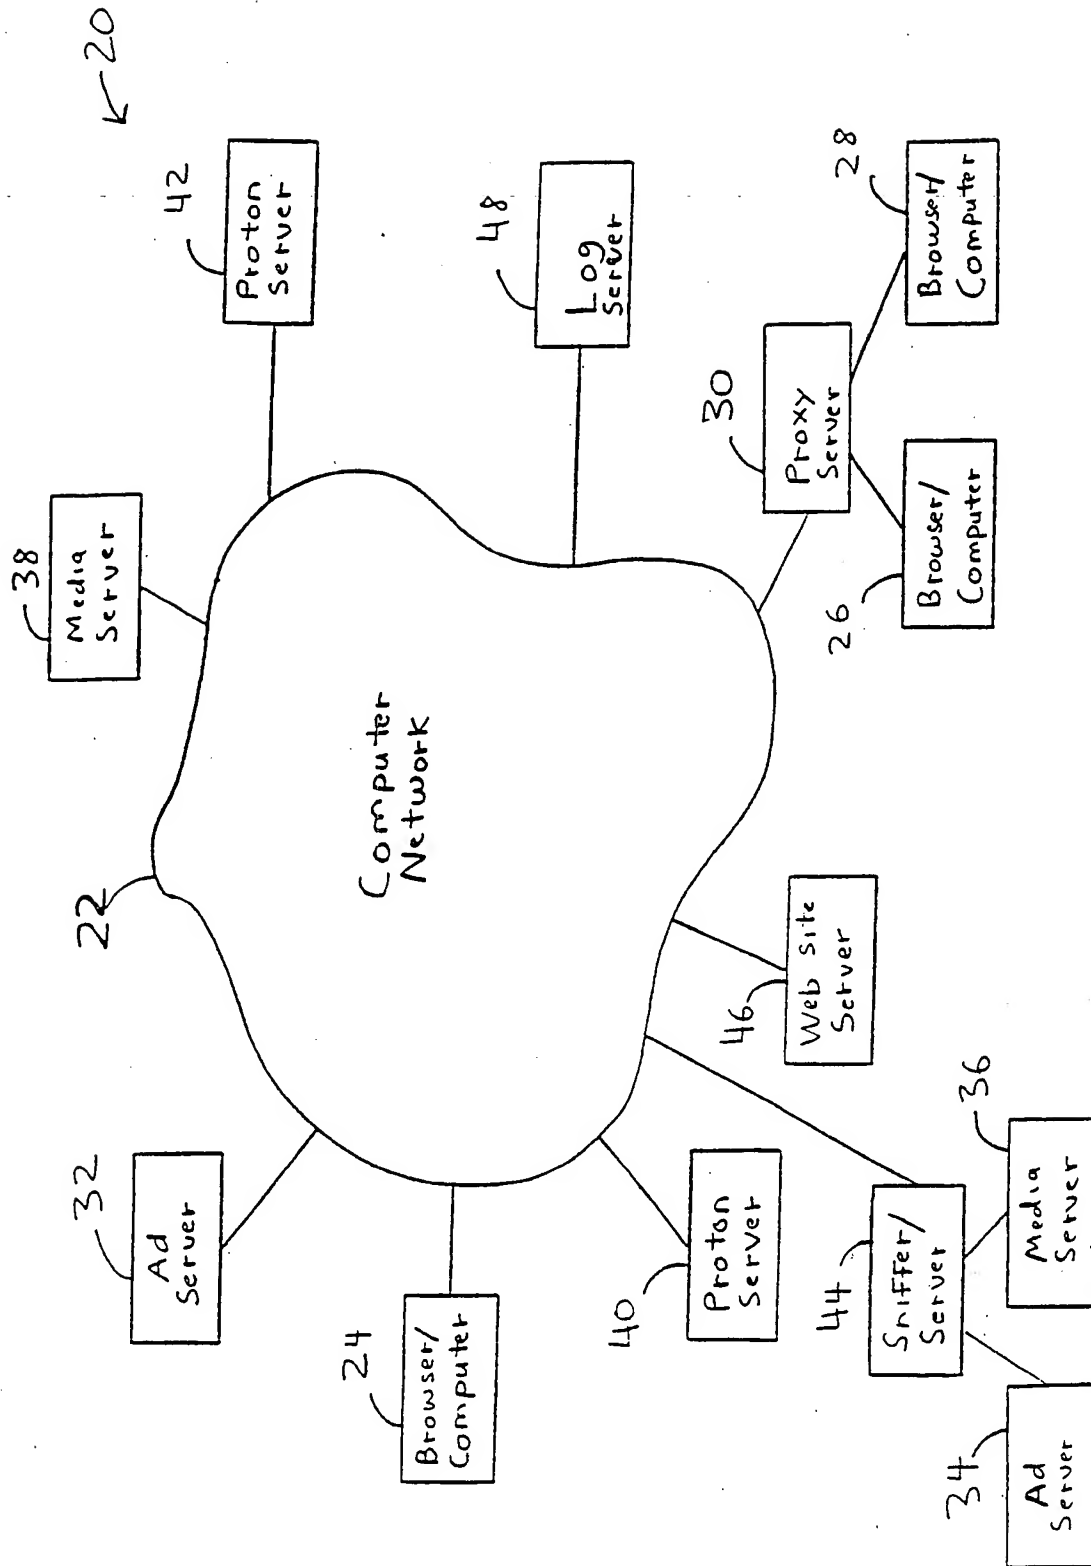 38
Media
Server
20
22
32
Ad
Server
42
Proton
Server
24
Computer
Network
Browser/
Computer
48
Log
Server
40
Proton
Server
30
Proxy
Server
46
Web site
Server
44
Sniffer/
Server
26
Browser/
Computer
28
Browser/
Computer
34
Ad
Server
36
Media
Server